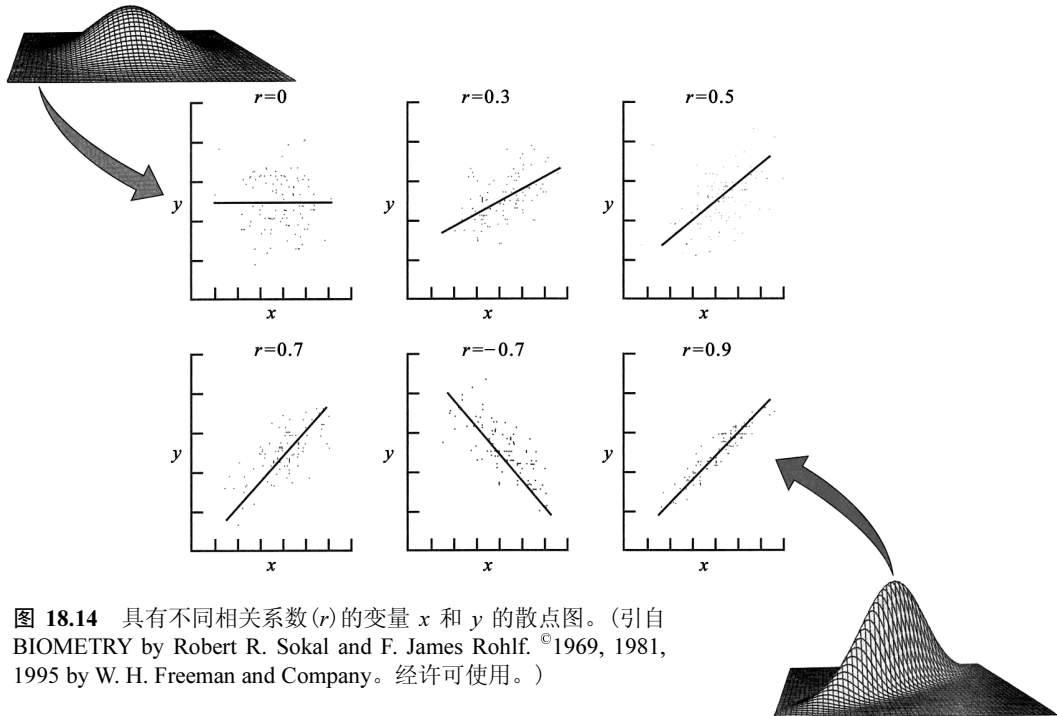 r=0
r=0.3
r=0.5
y
y
y
x
x
x
r=0.7
r=−0.7
r=0.9
y
y
y
x
x
x
图 18.14 具有不同相关系数(r)的变量 x 和 y 的散点图。(引自
BIOMETRY by Robert R. Sokal and F. James Rohlf. ©1969, 1981,
1995 by W. H. Freeman and Company。经许可使用。)